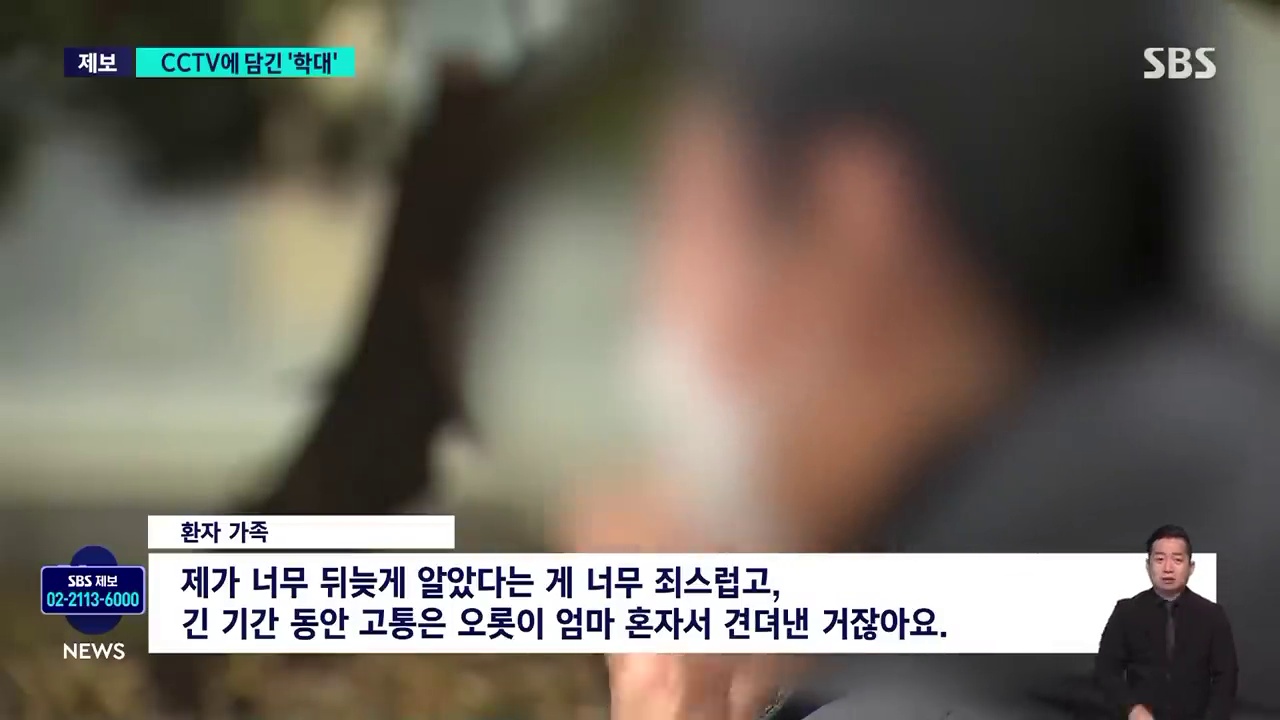 제보 CCTV에 담긴 '학대'
SBS
환자 가족
제가 너무 뒤늦게 알았다는 게 너무 죄스럽고,
긴 기간 동안 고통은 오롯이 엄마 혼자서 견뎌낸 거잖아요.
SBS 제보
02-2113-6000
NEWS